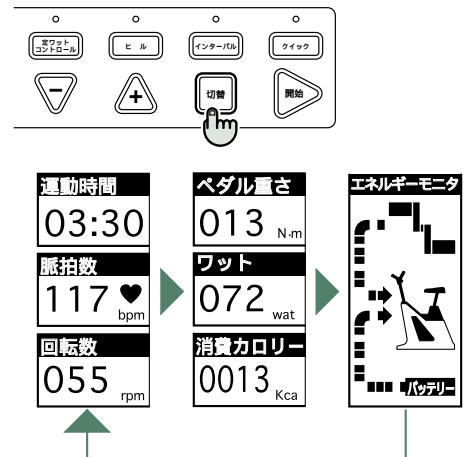 定ワット
コントロール
ヒル
インターバル
クイック
−
+
切替
開始
運動時間
03:30
脈拍数
117 ♥ bpm
回転数
055 rpm
ペダル重さ
013 N·m
ワット
072 wat
消費カロリー
0013 Kca
エネルギーモニタ
バッテリー